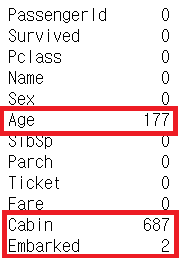 PassengerId 0
Survived 0
Pclass 0
Name 0
Sex 0
Age 177
SibSp 0
Parch 0
Ticket 0
Fare 0
Cabin 687
Embarked 2